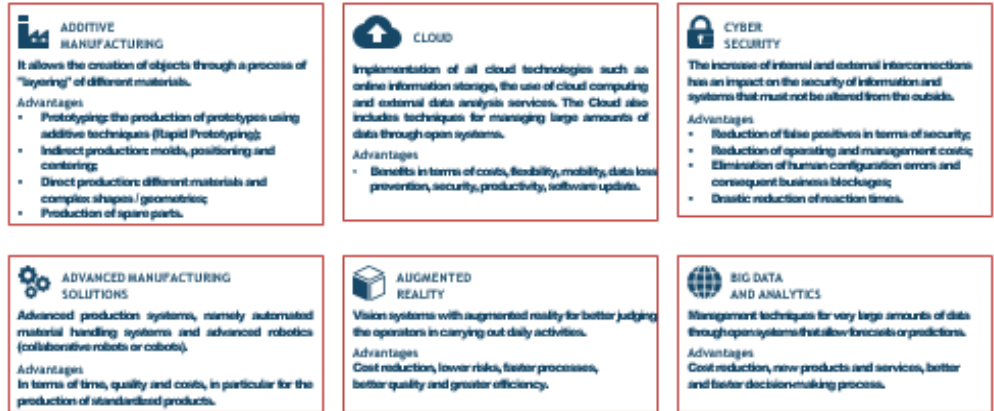 ADDITIVE
MANUFACTURING
It allows the creation of objects through a process of
"layering" of different materials.
Advantages
• Prototyping: the production of prototypes using
additive techniques (Rapid Prototyping);
• Indirect production: molds, positioning and
centering;
• Direct production: different materials and
complex shapes / geometries;
• Production of spare parts.
CLOUD
Implementation of all cloud technologies such as
online information storage, the use of cloud computing
and external data analysis services. The Cloud also
includes techniques for managing large amounts of
data through open systems.
Advantages
• Benefits in terms of costs, flexibility, mobility, data loss
prevention, security, productivity, software update.
CYBER
SECURITY
The increase of internal and external interconnections
has an impact on the security of information and
systems that must not be altered from the outside.
Advantages
• Reduction of false positives in terms of security;
• Reduction of operating and management costs;
• Elimination of human configuration errors and
consequent business blockages;
• Drastic reduction of reaction times.
ADVANCED MANUFACTURING
SOLUTIONS
Advanced production systems, namely automated
material handling systems and advanced robotics
(collaborative robots or cobots).
Advantages
In terms of time, quality and costs, in particular for the
production of standardized products.
AUGMENTED
REALITY
Vision systems with augmented reality for better judging
the operators in carrying out daily activities.
Advantages
Cost reduction, lower risks, faster processes,
better quality and greater efficiency.
BIG DATA
AND ANALYTICS
Management techniques for very large amounts of data
through open systems that allow forecasts or predictions.
Advantages
Cost reduction, new products and services, better
and faster decision-making process.